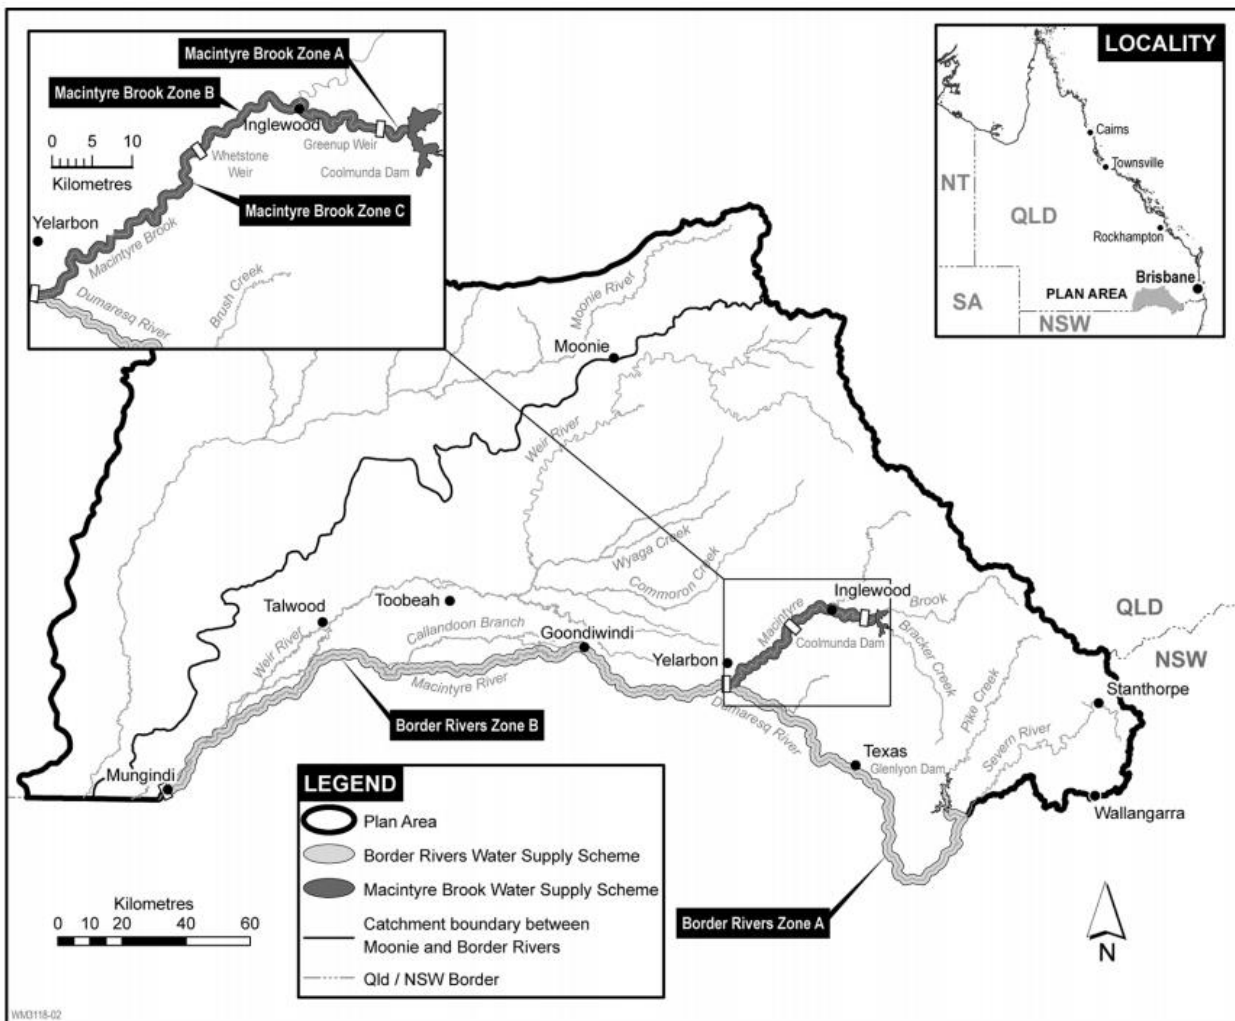 Macintyre Brook Zone A
Macintyre Brook Zone B
Inglewood
0 5 10
Kilometres
Greenup Weir
Whetstone
Weir
Coolmunda Dam
Macintyre Brook Zone C
Yelarbon
Macintyre Brook
Dumaresq River
Brush Creek
LOCALITY
Cairns
Townsville
NT
QLD
Rockhampton
Brisbane
SA
PLAN AREA
NSW
Moonie River
Moonie
Weir River
Wyaga Creek
Commoron Creek
Inglewood
Macintyre
Brook
Coolmunda Dam
Bracker Creek
QLD
NSW
Talwood
Toobeah
Callandoon Branch
Goondiwindi
Weir River
Yelarbon
Macintyre River
Dumaresq River
Pike Creek
Stanthorpe
Severn River
Border Rivers Zone B
Texas
Glenlyon Dam
Mungindi
Wallangarra
LEGEND
Plan Area
Border Rivers Water Supply Scheme
Macintyre Brook Water Supply Scheme
Catchment boundary between
Moonie and Border Rivers
Qld / NSW Border
Kilometres
0 5 10 20 40 60
Border Rivers Zone A
N
WM3118-02